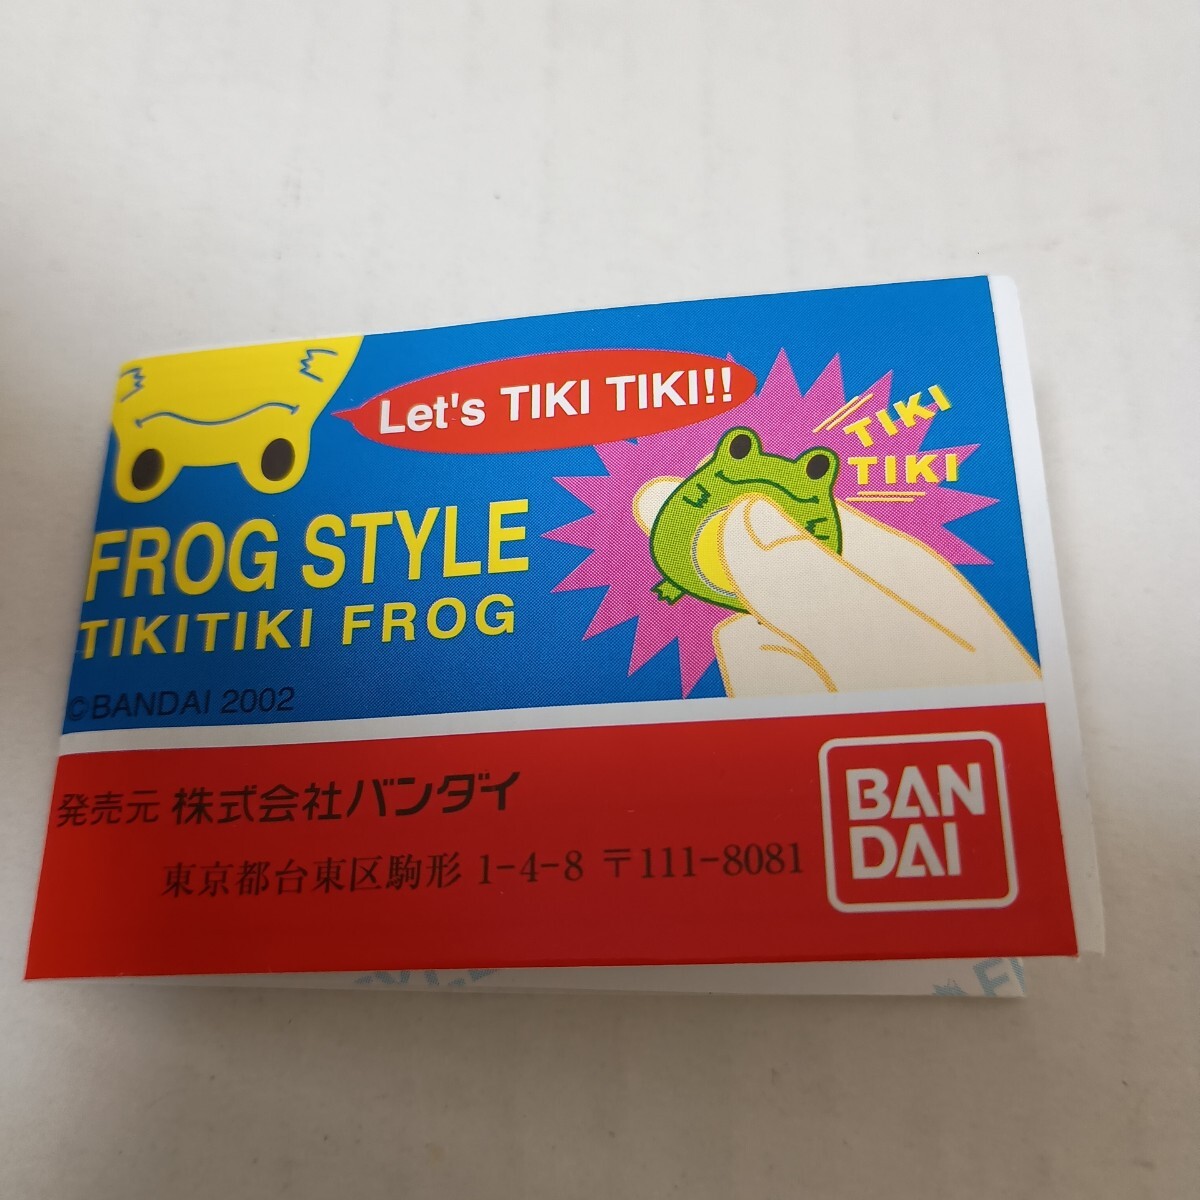 Let's TIKI TIKI!!
TIKI
TIKI
FROG STYLE
TIKITIKI FROG
©BANDAI 2002
発売元 株式会社バンダイ
東京都台東区駒形 1-4-8 〒111-8081
BAN
DAI